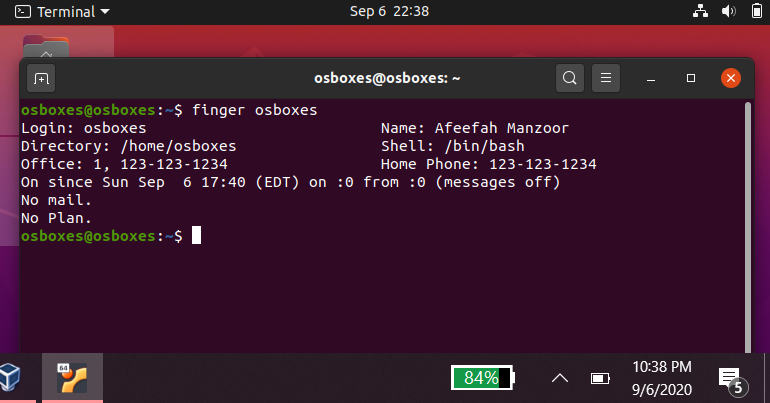 Terminal
Sep 6 22:38
osboxes@osboxes: ~
osboxes@osboxes:~$ finger osboxes
Login: osboxes Name: Afeefah Manzoor
Directory: /home/osboxes Shell: /bin/bash
Office: 1, 123-123-1234 Home Phone: 123-123-1234
On since Sun Sep  6 17:40 (EDT) on :0 from :0 (messages off)
No mail.
No Plan.
osboxes@osboxes:~$
64
84%
10:38 PM
9/6/2020
5